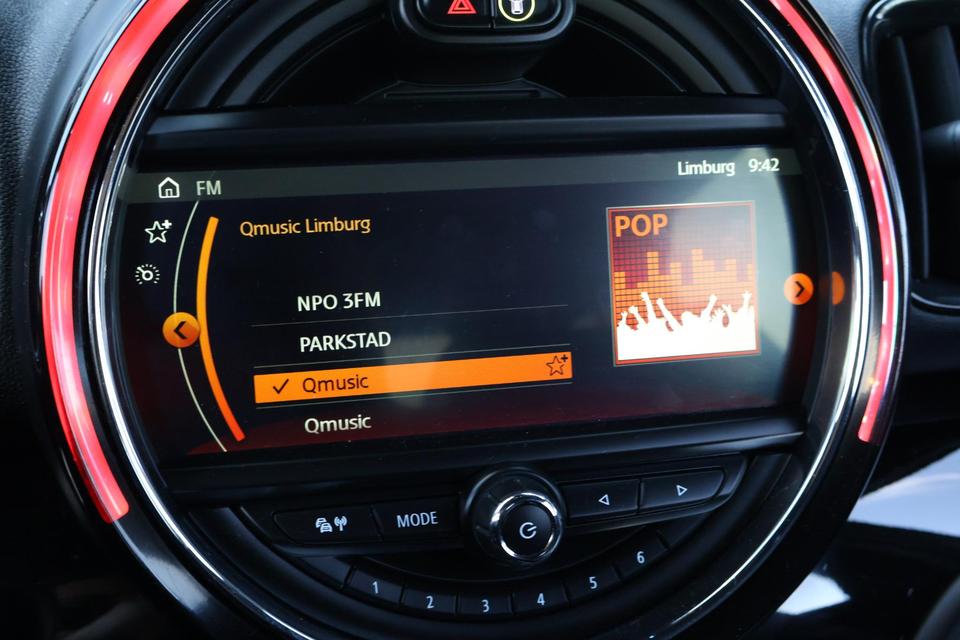 Limburg 9:42
FM
Qmusic Limburg
POP
NPO 3FM
PARKSTAD
Qmusic
Qmusic
MODE
1 2 3 4 5 6